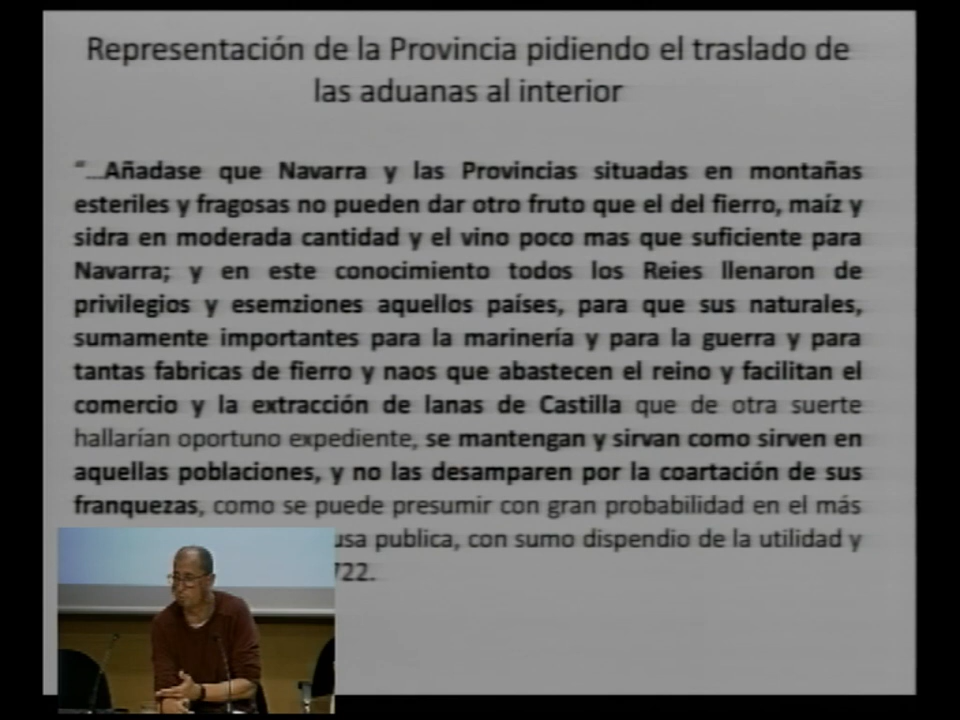 Representación de la Provincia pidiendo el traslado de
las aduanas al interior
“…Añadase que Navarra y las Provincias situadas en montañas
esteriles y fragosas no pueden dar otro fruto que el del fierro, maíz y
sidra en moderada cantidad y el vino poco mas que suficiente para
Navarra; y en este conocimiento todos los Reies llenaron de
privilegios y esemziones aquellos países, para que sus naturales,
sumamente importantes para la marinería y para la guerra y para
tantas fabricas de fierro y naos que abastecen el reino y facilitan el
comercio y la extracción de lanas de Castilla que de otra suerte
hallarían oportuno expediente, se mantengan y sirvan como sirven en
aquellas poblaciones, y no las desamparen por la coartación de sus
franquezas, como se puede presumir con gran probabilidad en el más
publica, con sumo dispendio de la utilidad y
722.